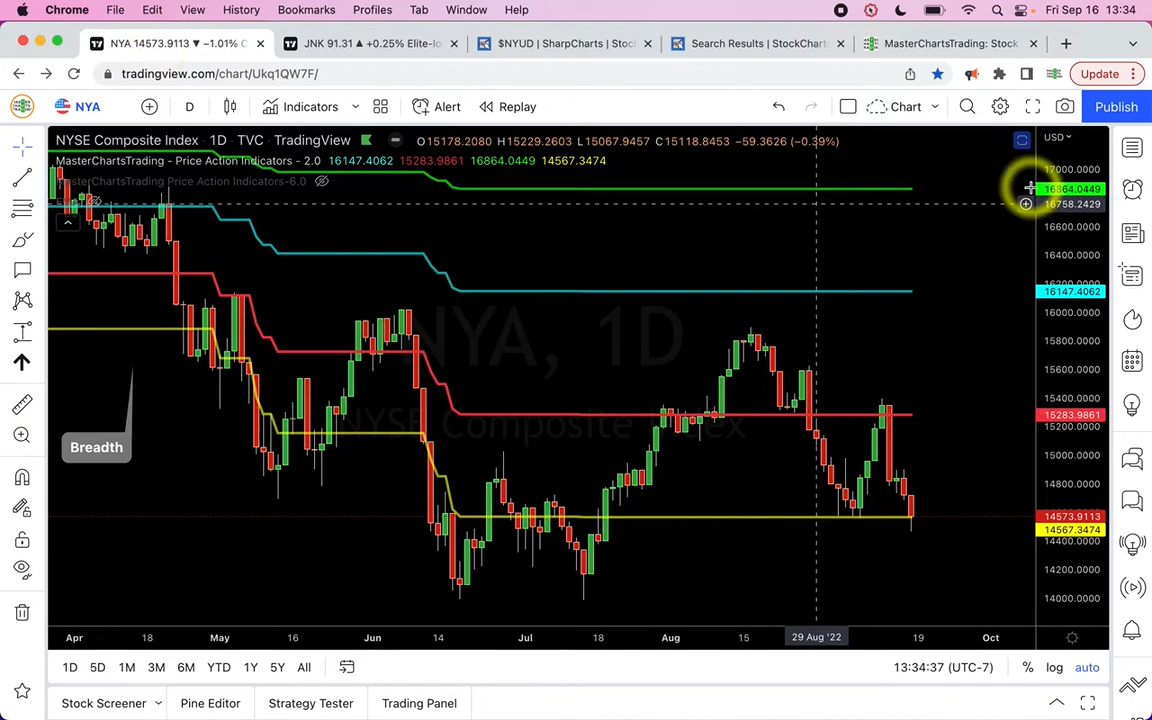 Chrome File Edit View History Bookmarks Profiles Tab Window Help Fri Sep 16 13:34
NYA 14573.9113 ▼ −1.01% JNK 91.31 ▲ +0.25% Elite-lo $NYUD | SharpCharts | Stoc Search Results | StockChart MasterChartsTrading: Stock
tradingview.com/chart/Ukq1QW7F/ Update
NYA D Indicators Alert Replay Chart Publish
NYSE Composite Index · 1D · TVC · TradingView O15178.2080 H15229.2603 L15067.9457 C15118.8453 −59.3626 (−0.39%) USD
MasterChartsTrading - Price Action Indicators - 2.0 16147.4062 15283.9861 16864.0449 14567.3474
MasterChartsTrading Price Action Indicators-6.0
17000.0000
16864.0449
16758.2429
16600.0000
16147.4062
16000.0000
15800.0000
15600.0000
15400.0000
15283.9861
15200.0000
15000.0000
14800.0000
14573.9113
14567.3474
14400.0000
14200.0000
14000.0000
NYA, 1D
NYSE Composite Index
Breadth
Apr 18 May 16 Jun 14 Jul 18 Aug 15 29 Aug '22 19 Oct
1D 5D 1M 3M 6M YTD 1Y 5Y All 13:34:37 (UTC-7) % log auto
Stock Screener Pine Editor Strategy Tester Trading Panel